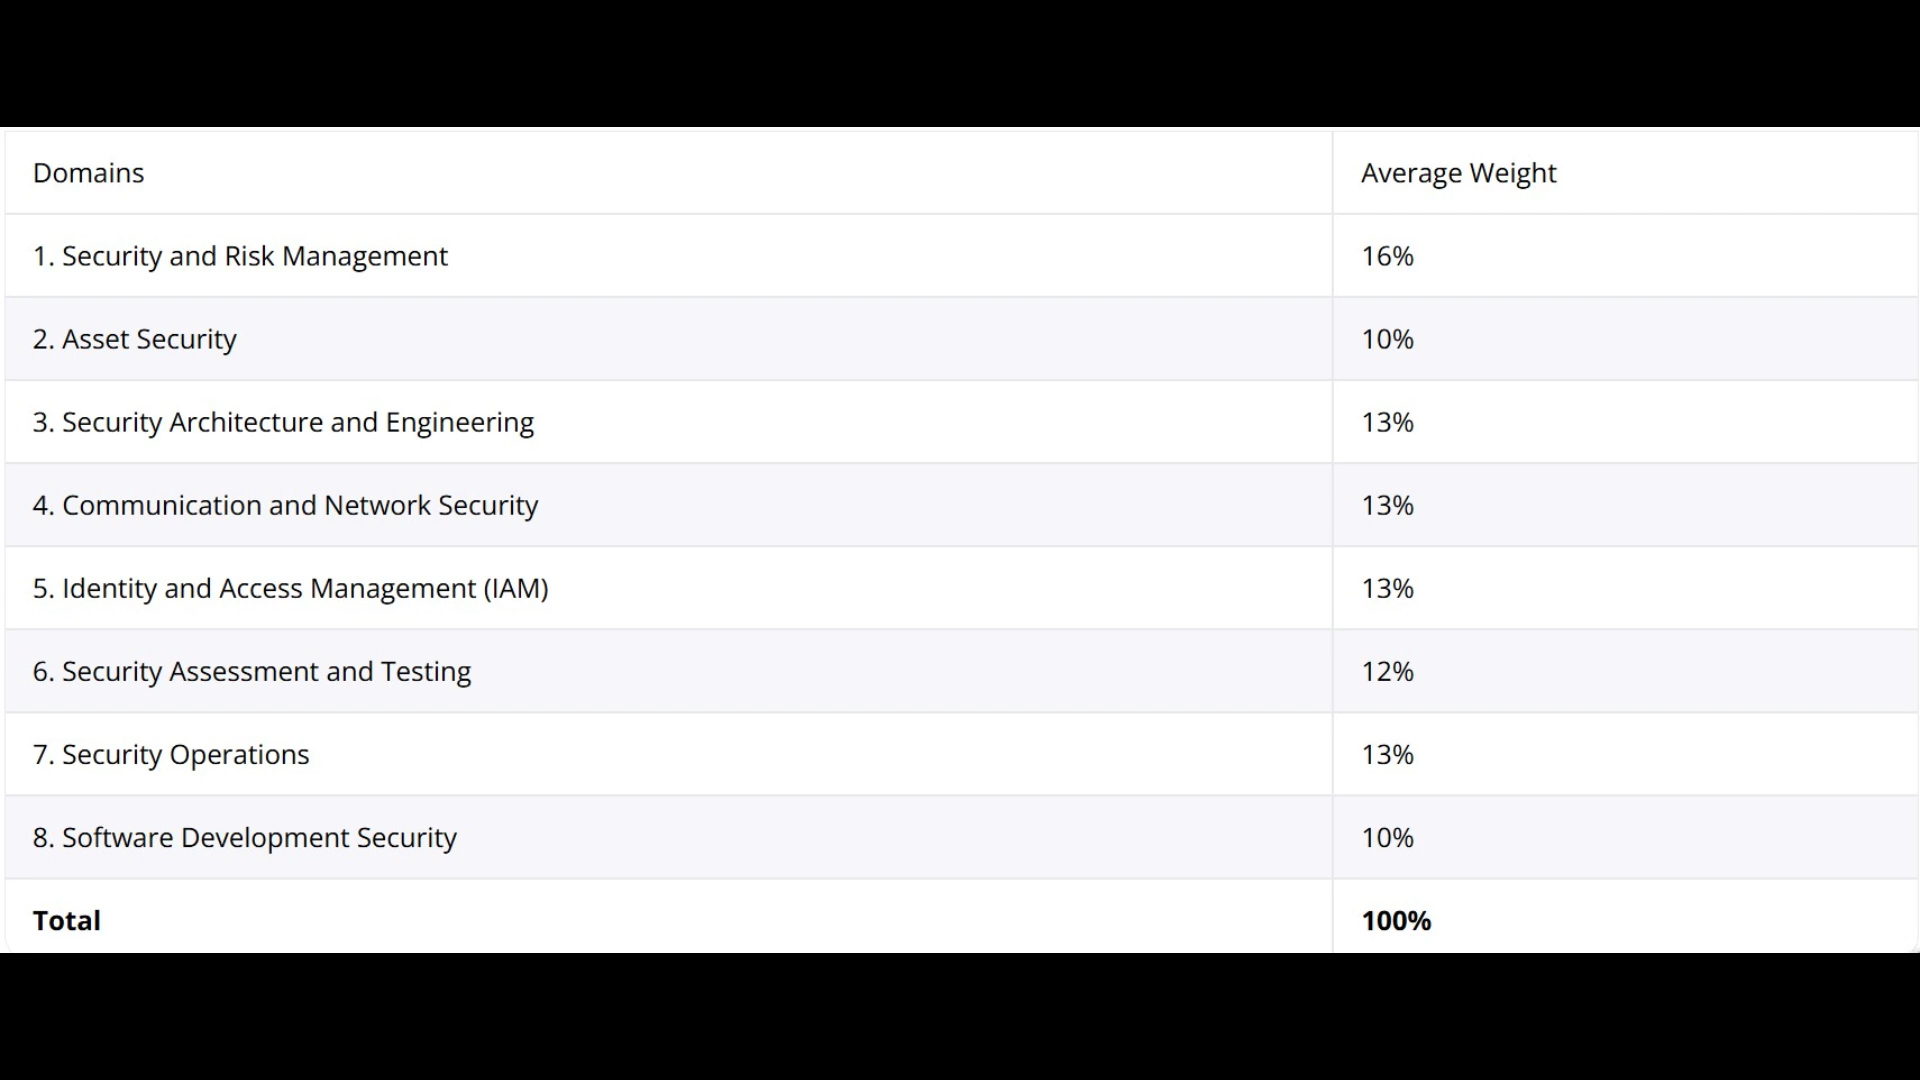 Domains Average Weight
1. Security and Risk Management 16%
2. Asset Security 10%
3. Security Architecture and Engineering 13%
4. Communication and Network Security 13%
5. Identity and Access Management (IAM) 13%
6. Security Assessment and Testing 12%
7. Security Operations 13%
8. Software Development Security 10%
Total 100%